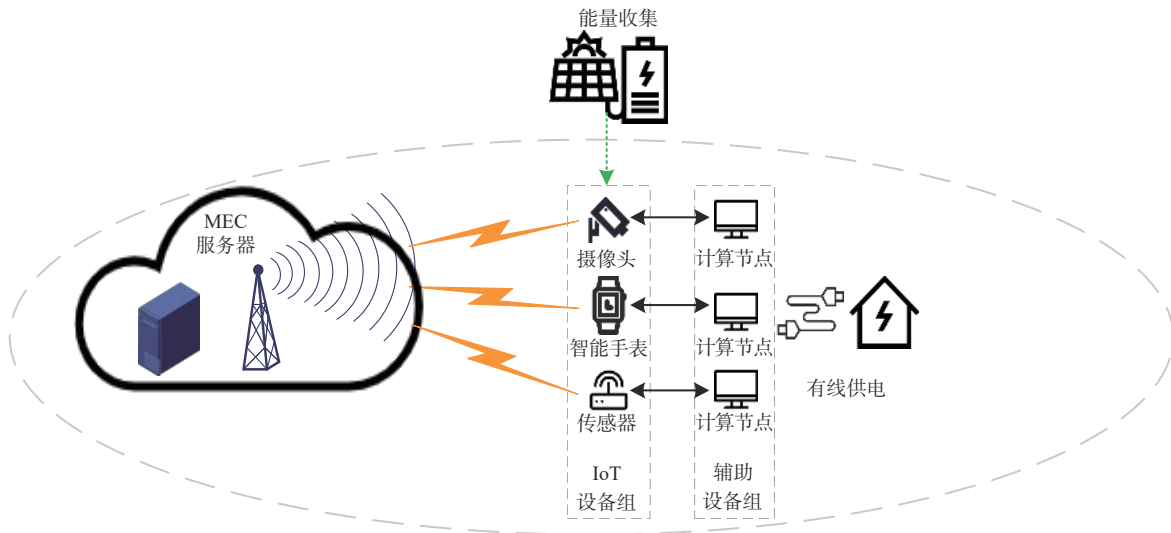 能量收集
MEC
服务器
摄像头
计算节点
智能手表
计算节点
有线供电
传感器
计算节点
IoT
设备组
辅助
设备组